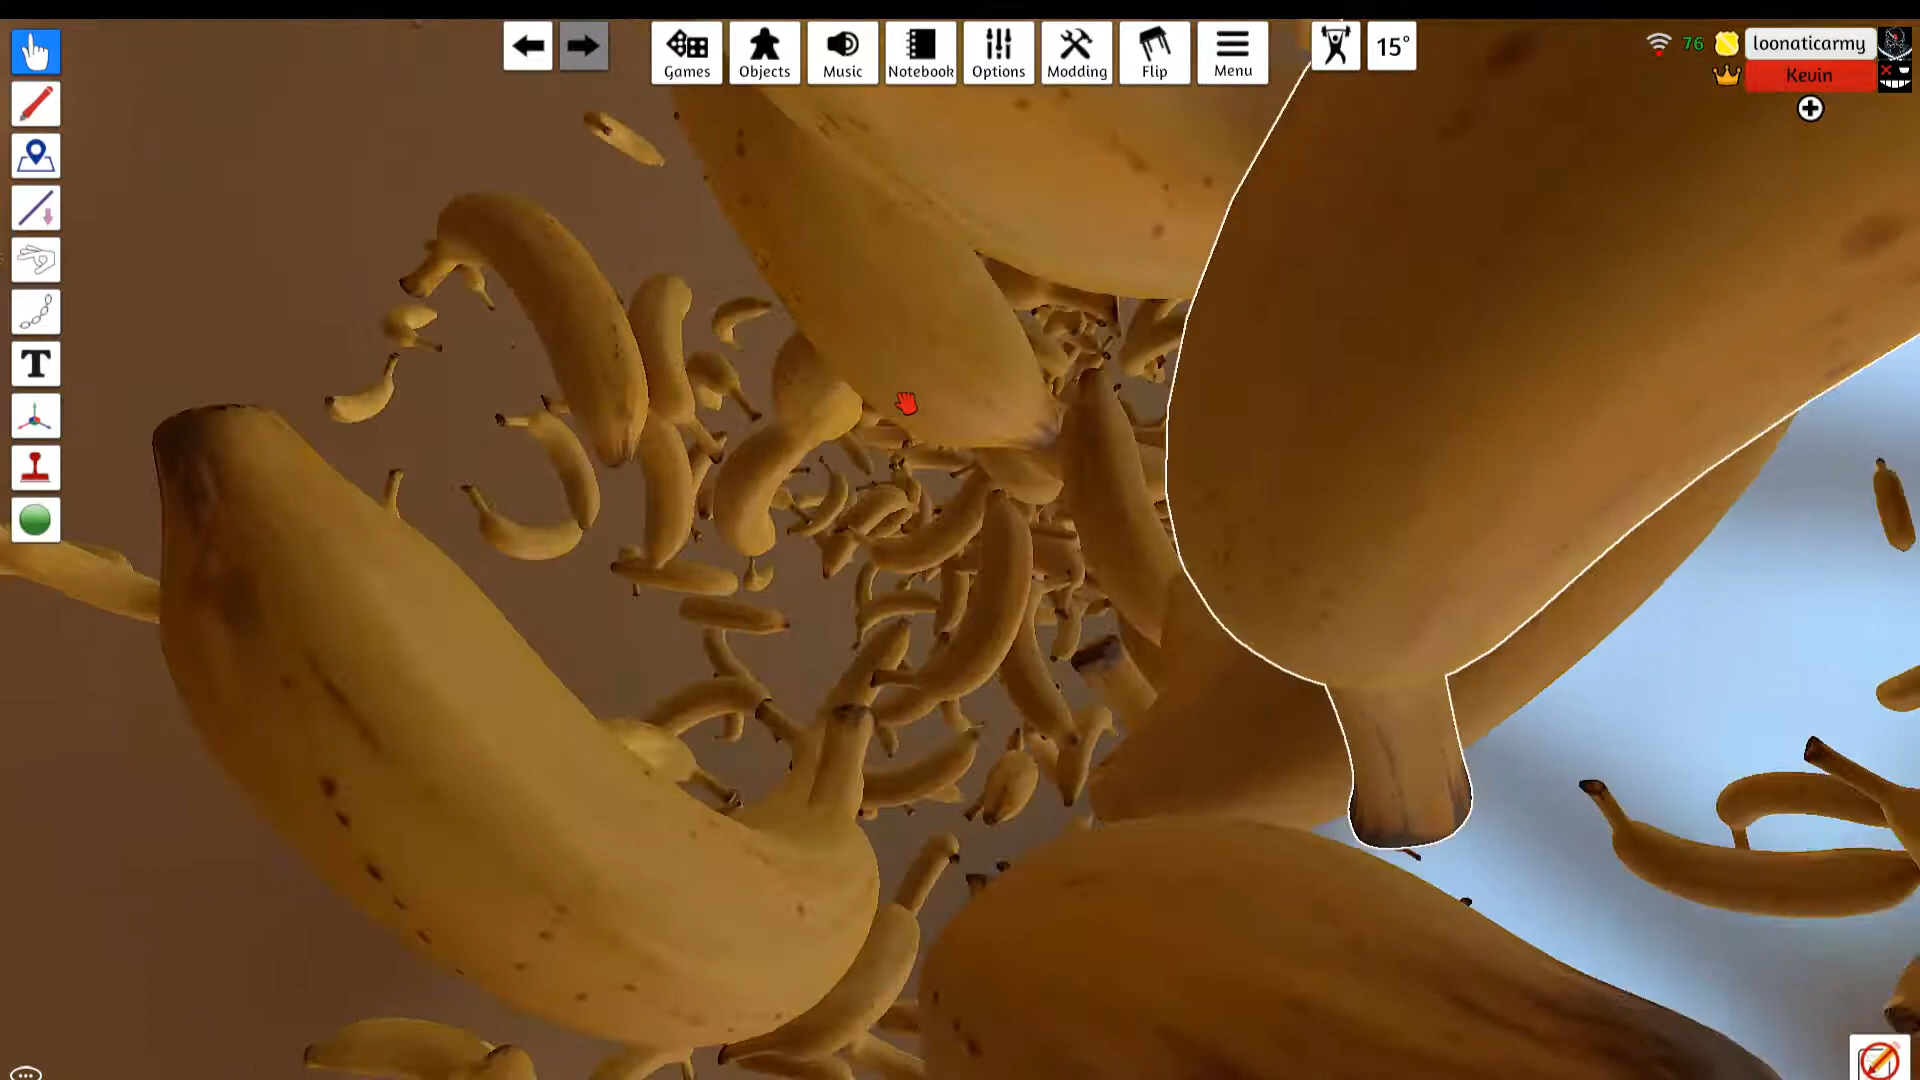 Games
Objects
Music
Notebook
Options
Modding
Flip
Menu
15°
76
loonaticarmy
Kevin
T